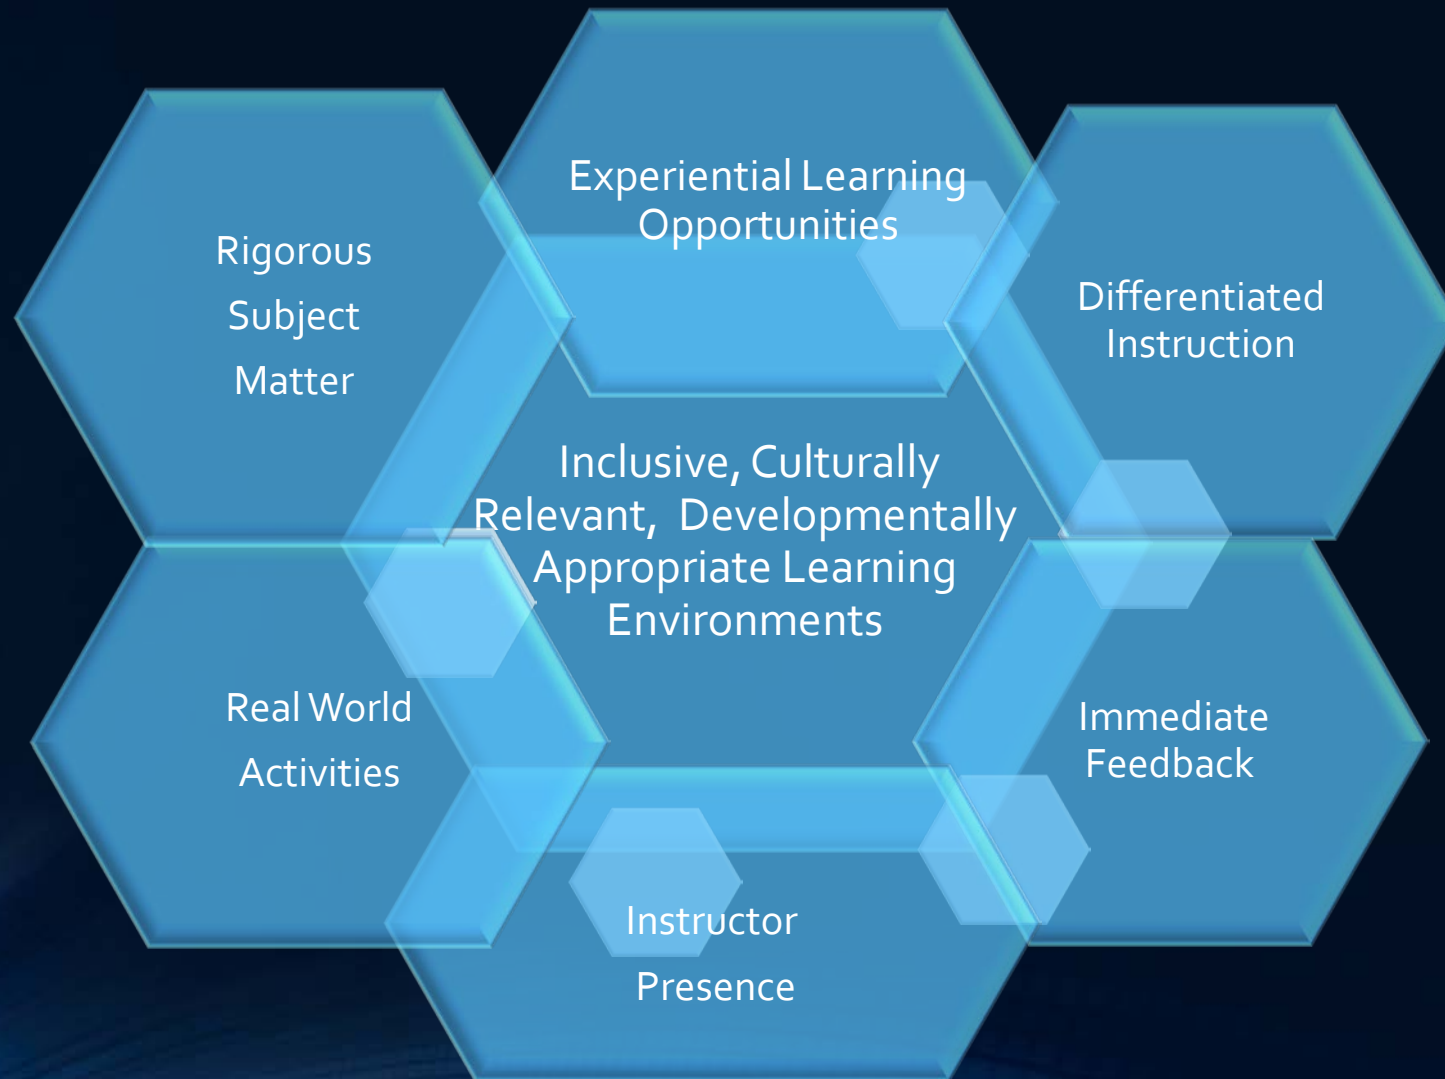 Experiential Learning
Opportunities
Rigorous
Subject
Matter
Differentiated
Instruction
Inclusive, Culturally
Relevant,  Developmentally
Appropriate Learning
Environments
Real World
Activities
Immediate
Feedback
Instructor
Presence